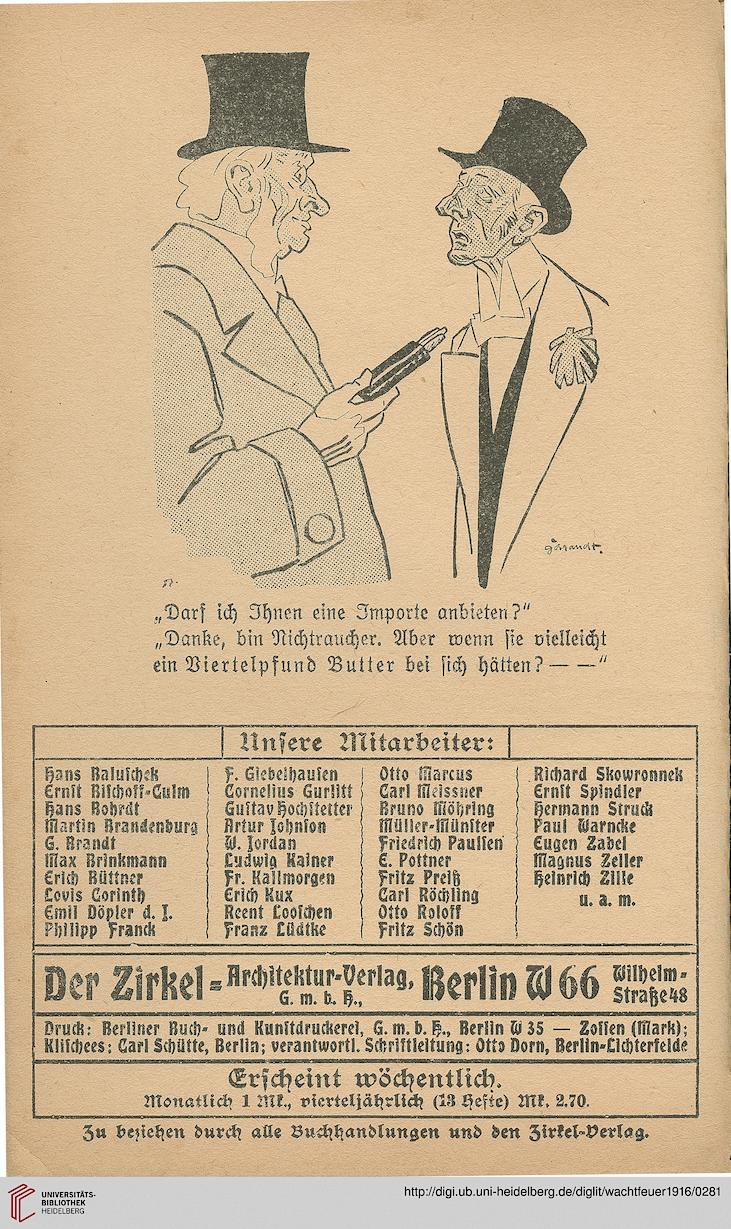 GBrandt.
„Darf ich Ihnen eine Importe anbieten?"
„Danke, bin Nichtraucher. Aber wenn sie vielleicht
ein Viertelpfund Butter bei sich hätten? — —"
Unsere Mitarbeiter:
Hans Baluschek
Ernst Bischoff-Culm
Hans Bohrdt
Martin Brandenburg
G. Brandt
Max Brinkmann
Erich Büttner
Lovis Corinth
Emil Döpler d. J.
Philipp Franck
F. Giebelhausen
Cornelius Gurlitt
Gustav Hochstetter
Artur Johnson
W. Jordan
Ludwig Kainer
Fr. Kallmorgen
Erich Kux
Reent Looschen
Franz Lüdtke
Otto Marcus
Carl Meissner
Bruno Möhring
Müller-Münster
Friedrich Paulsen
E. Pottner
Fritz Preiß
Carl Röchling
Otto Roloff
Fritz Schön
Richard Skowronnek
Ernst Spindler
Hermann Struck
Paul Warncke
Eugen Zabel
Magnus Zeller
Heinrich Zille
u. a. m.
Der Zirkel = Architektur-Verlag, G. m. b. H., Berlin W 66 Wilhelm-Straße 48
Druck: Berliner Buch- und Kunstdruckerei, G. m. b. H., Berlin W 35 — Zossen (Mark);
Klischees: Carl Schütte, Berlin; verantwortl. Schriftleitung: Otto Dorn, Berlin-Lichterfelde
Erscheint wöchentlich.
Monatlich 1 Mk., vierteljährlich (13 Hefte) Mk. 2.70.
Zu beziehen durch alle Buchhandlungen und den Zirkel-Verlag.
UNIVERSITÄTS-
BIBLIOTHEK
HEIDELBERG
http://digi.ub.uni-heidelberg.de/diglit/wachtfeuer1916/0281